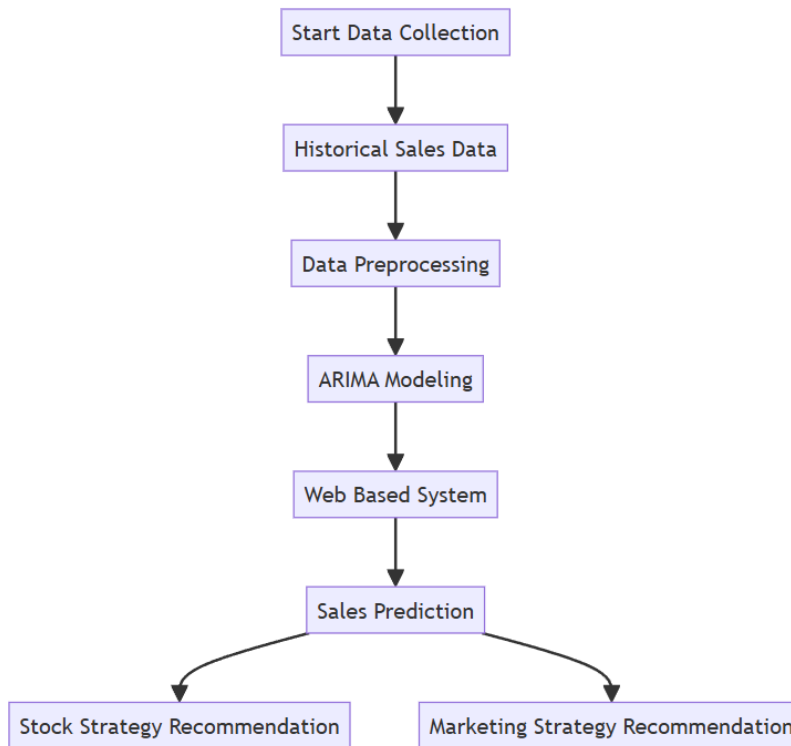 Start Data Collection
Historical Sales Data
Data Preprocessing
ARIMA Modeling
Web Based System
Sales Prediction
Stock Strategy Recommendation
Marketing Strategy Recommendation